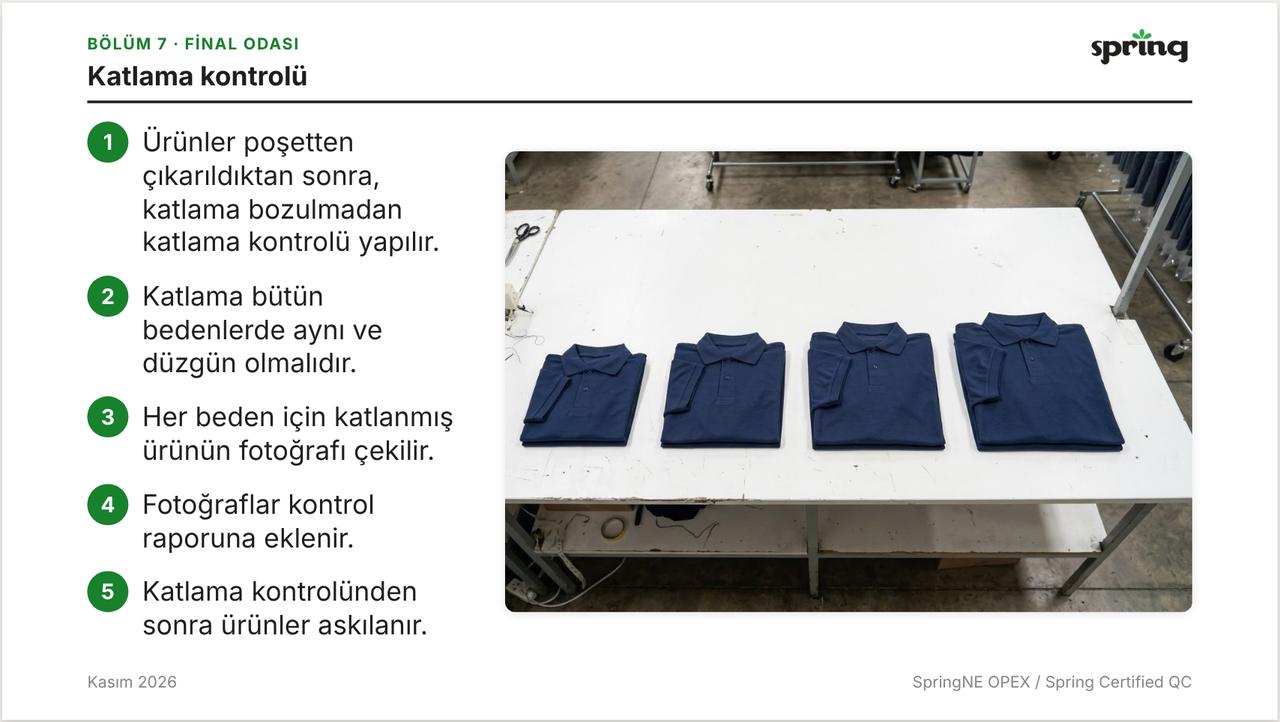 BÖLÜM 7 · FİNAL ODASI
spring
Katlama kontrolü
1 Ürünler poşetten
çıkarıldıktan sonra,
katlama bozulmadan
katlama kontrolü yapılır.
2 Katlama bütün
bedenlerde aynı ve
düzgün olmalıdır.
3 Her beden için katlanmış
ürünün fotoğrafı çekilir.
4 Fotoğraflar kontrol
raporuna eklenir.
5 Katlama kontrolünden
sonra ürünler askılanır.
Kasım 2026
SpringNE OPEX / Spring Certified QC